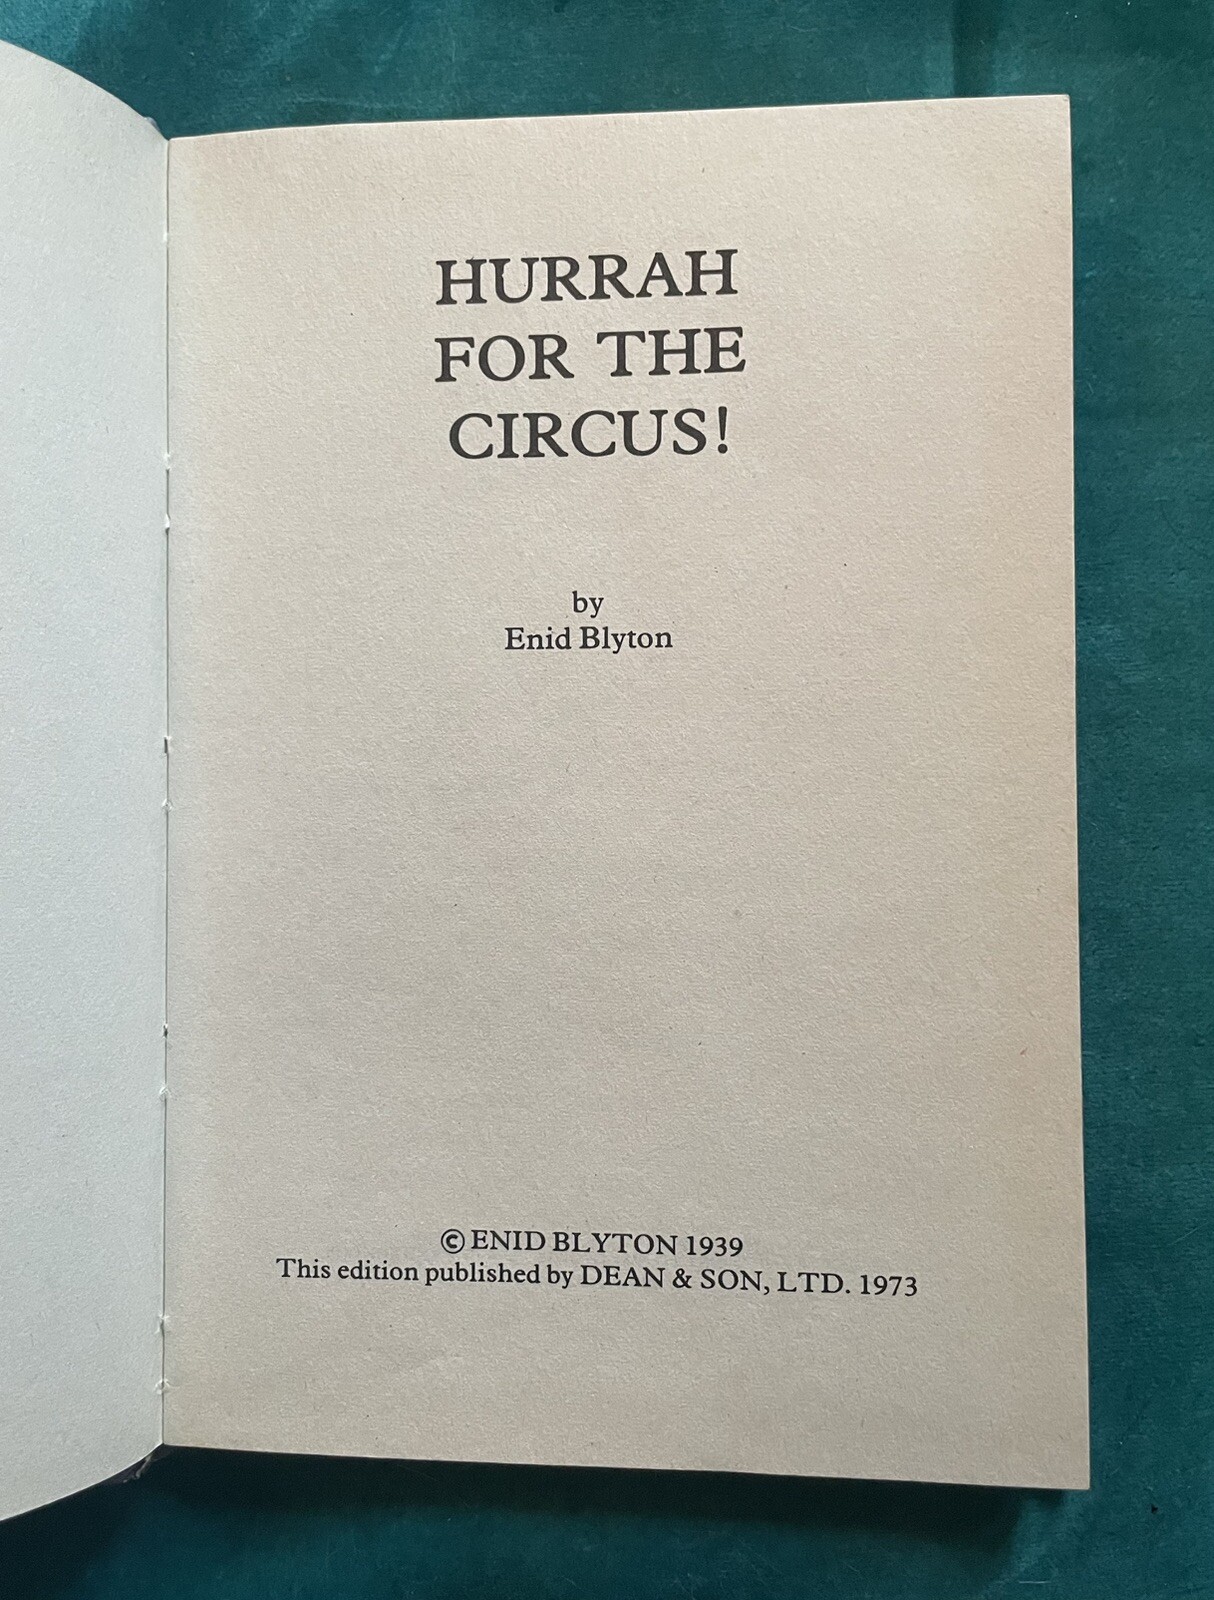 HURRAH
FOR THE
CIRCUS!
by
Enid Blyton
© ENID BLYTON 1939
This edition published by DEAN & SON, LTD. 1973